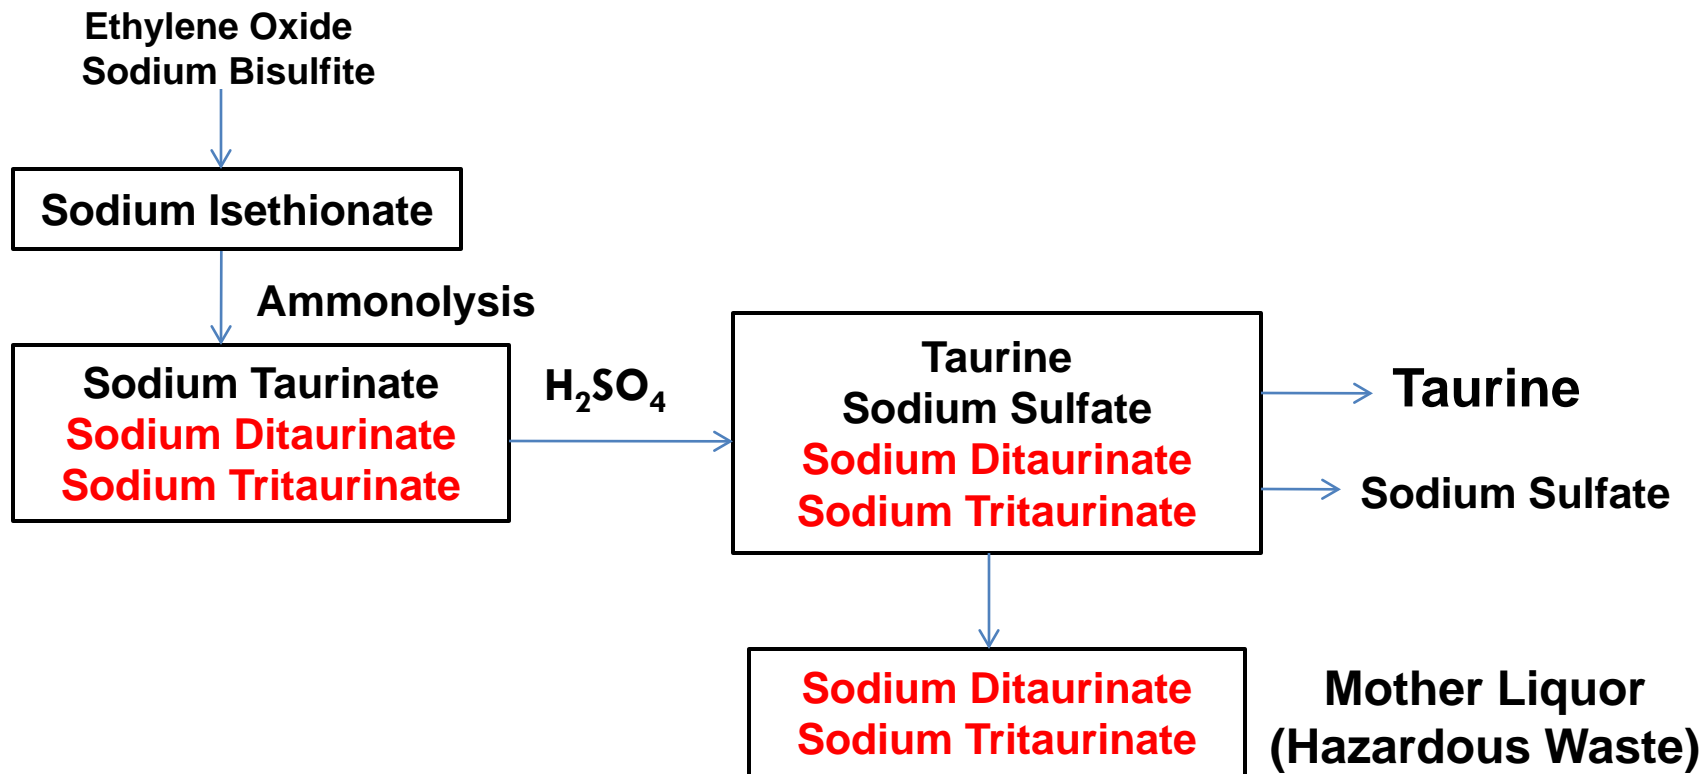 Ethylene Oxide
Sodium Bisulfite
Sodium Isethionate
Ammonolysis
Sodium Taurinate
Sodium Ditaurinate
Sodium Tritaurinate
H₂SO₄
Taurine
Sodium Sulfate
Sodium Ditaurinate
Sodium Tritaurinate
Taurine
Sodium Sulfate
Sodium Ditaurinate
Sodium Tritaurinate
Mother Liquor
(Hazardous Waste)